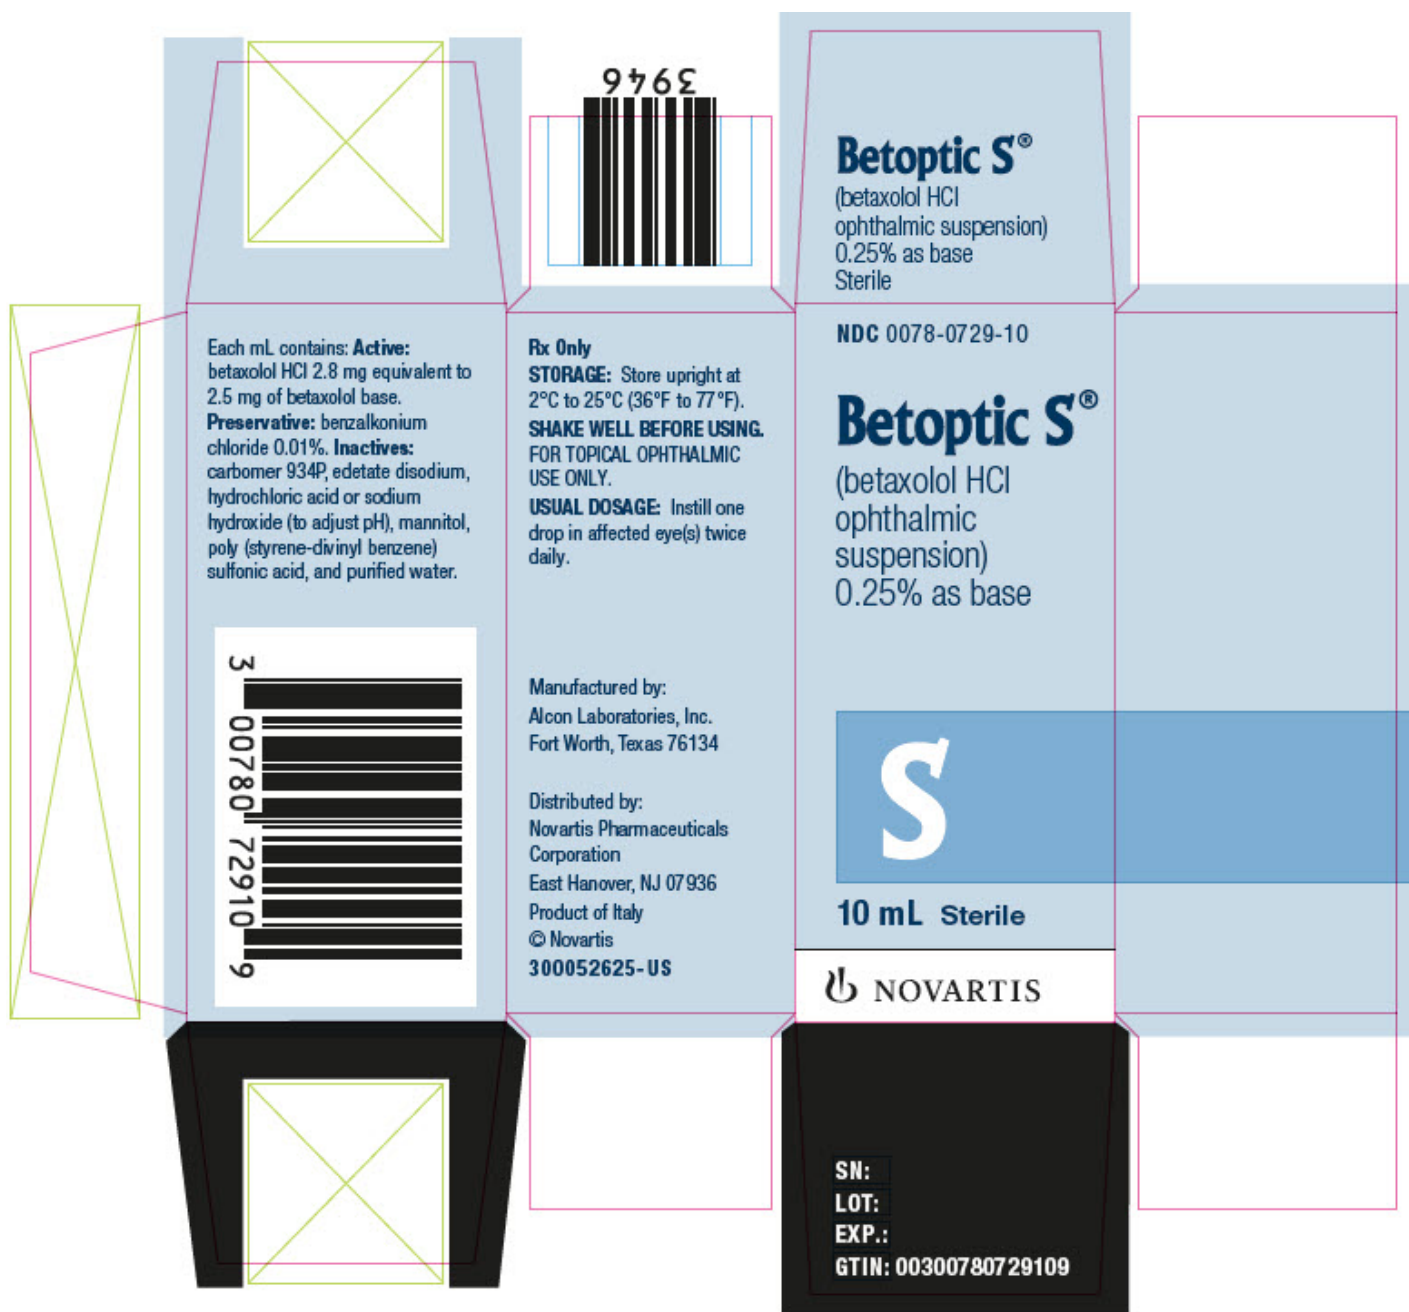 3946
Betoptic S®
(betaxolol HCl
ophthalmic suspension)
0.25% as base
Sterile
Each mL contains: Active:
betaxolol HCl 2.8 mg equivalent to
2.5 mg of betaxolol base.
Preservative: benzalkonium
chloride 0.01%. Inactives:
carbomer 934P, edetate disodium,
hydrochloric acid or sodium
hydroxide (to adjust pH), mannitol,
poly (styrene-divinyl benzene)
sulfonic acid, and purified water.
3 00780 72910 9
Rx Only
STORAGE: Store upright at
2°C to 25°C (36°F to 77°F).
SHAKE WELL BEFORE USING.
FOR TOPICAL OPHTHALMIC
USE ONLY.
USUAL DOSAGE: Instill one
drop in affected eye(s) twice
daily.
Manufactured by:
Alcon Laboratories, Inc.
Fort Worth, Texas 76134
Distributed by:
Novartis Pharmaceuticals
Corporation
East Hanover, NJ 07936
Product of Italy
© Novartis
300052625-US
NDC 0078-0729-10
Betoptic S®
(betaxolol HCl
ophthalmic
suspension)
0.25% as base
S
10 mL Sterile
NOVARTIS
SN:
LOT:
EXP.:
GTIN: 00300780729109